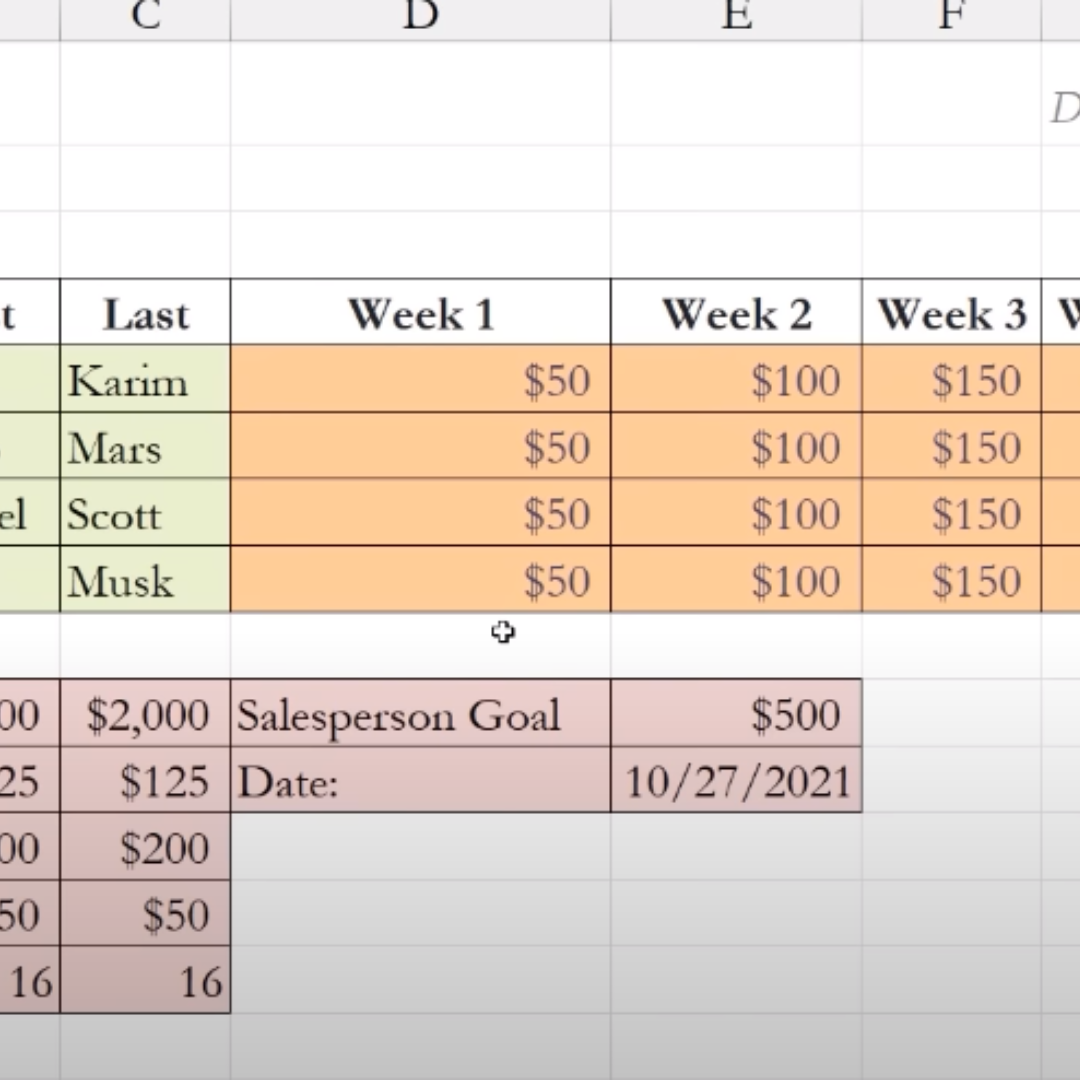 C D E F
D
t Last Week 1 Week 2 Week 3 W
Karim $50 $100 $150
Mars $50 $100 $150
el Scott $50 $100 $150
Musk $50 $100 $150
00 $2,000 Salesperson Goal $500
25 $125 Date: 10/27/2021
00 $200
50 $50
16 16